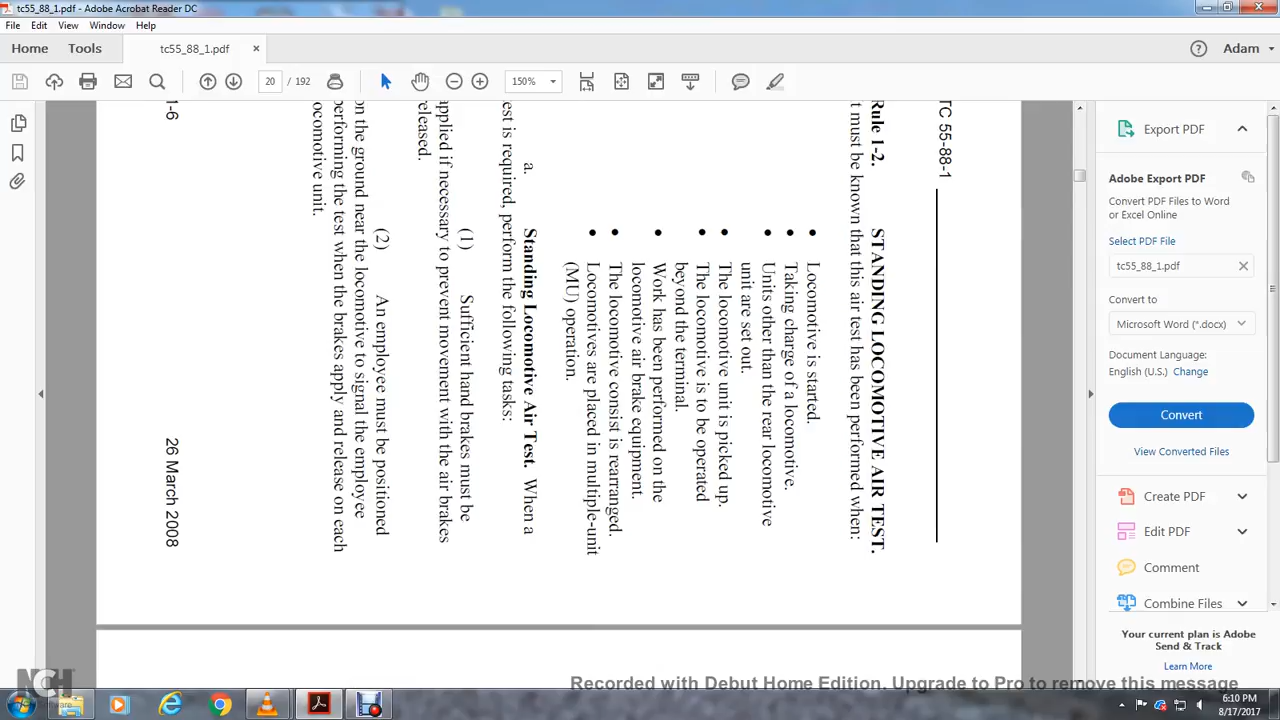 tc55_88_1.pdf - Adobe Acrobat Reader DC
File Edit View Window Help
Home Tools tc55_88_1.pdf × Adam
20 / 192 150%
TC 55-88-1
Rule 1-2. STANDING LOCOMOTIVE AIR TEST.
t must be known that this air test has been performed when:
• Locomotive is started.
• Taking charge of a locomotive.
• Units other than the rear locomotive
unit are set out.
• The locomotive unit is picked up.
• The locomotive is to be operated
beyond the terminal.
• Work has been performed on the
locomotive air brake equipment.
• The locomotive consist is rearranged.
• Locomotives are placed in multiple-unit
(MU) operation.
a. Standing Locomotive Air Test. When a
est is required, perform the following tasks:
(1) Sufficient hand brakes must be
applied if necessary to prevent movement with the air brakes
released.
(2) An employee must be positioned
on the ground near the locomotive to signal the employee
performing the test when the brakes apply and release on each
ocomotive unit.
1-6 26 March 2008
Export PDF
Adobe Export PDF
Convert PDF Files to Word
or Excel Online
Select PDF File
tc55_88_1.pdf
Convert to
Microsoft Word (*.docx)
Document Language:
English (U.S.) Change
Convert
View Converted Files
Create PDF
Edit PDF
Comment
Combine Files
Your current plan is Adobe
Send & Track
Learn More
NCH
Software
Recorded with Debut Home Edition. Upgrade to Pro to remove this message
6:10 PM
8/17/2017